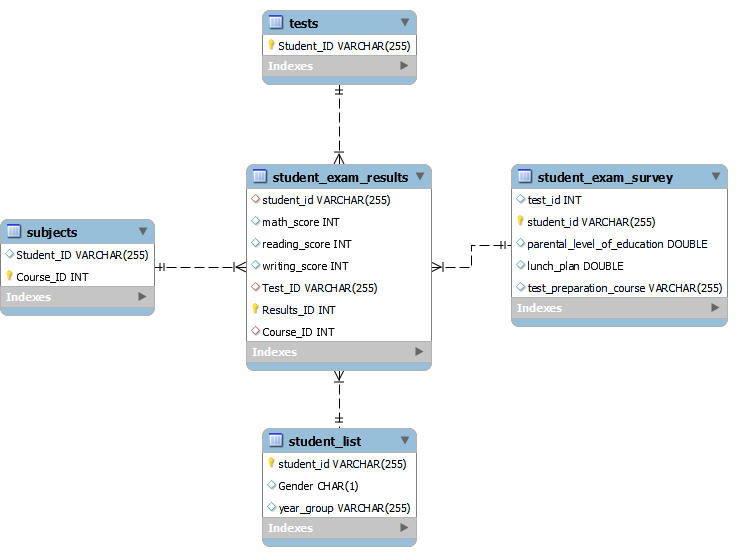 tests
Student_ID VARCHAR(255)
Indexes
student_exam_results
student_id VARCHAR(255)
math_score INT
reading_score INT
writing_score INT
Test_ID VARCHAR(255)
Results_ID INT
Course_ID INT
Indexes
student_exam_survey
test_id INT
student_id VARCHAR(255)
parental_level_of_education DOUBLE
lunch_plan DOUBLE
test_preparation_course VARCHAR(255)
Indexes
subjects
Student_ID VARCHAR(255)
Course_ID INT
Indexes
student_list
student_id VARCHAR(255)
Gender CHAR(1)
year_group VARCHAR(255)
Indexes